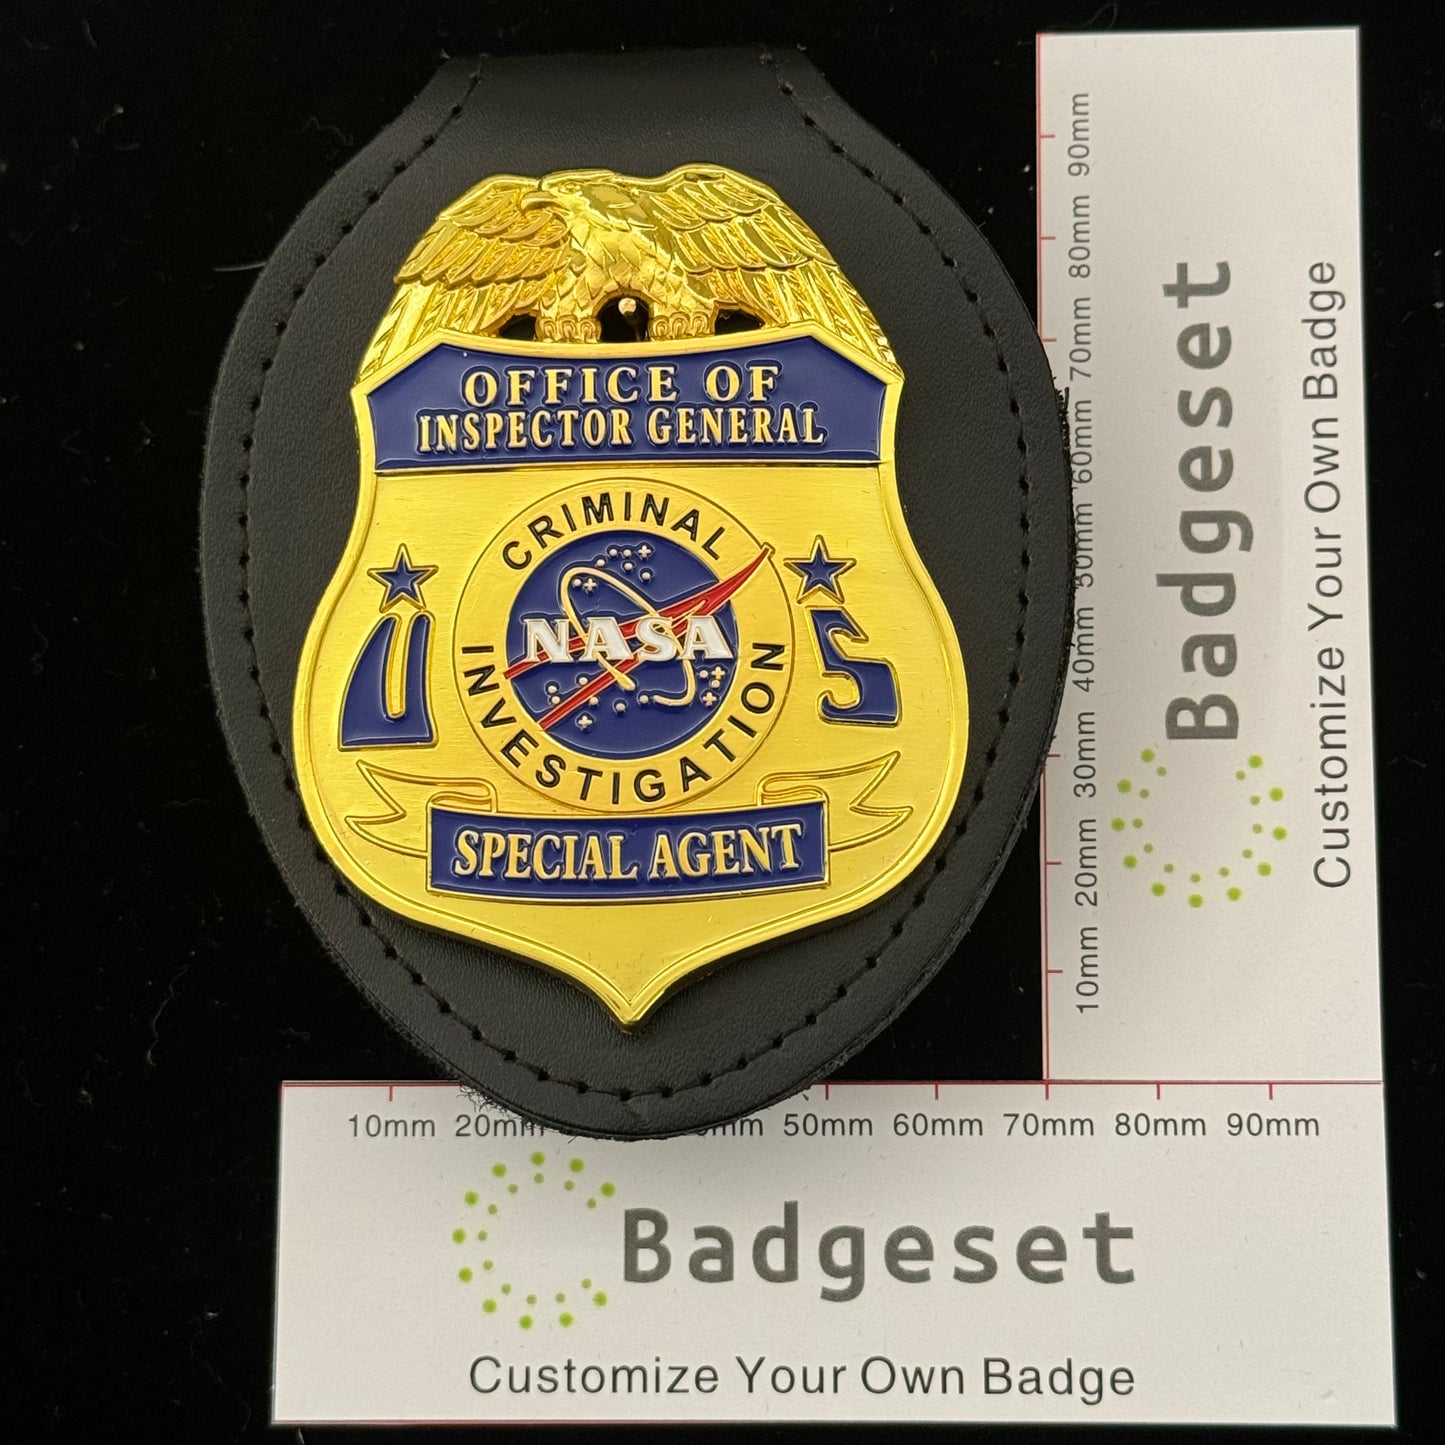 OFFICE OF
INSPECTOR GENERAL
CRIMINAL
NASA
INVESTIGATION
U S
SPECIAL AGENT
10mm 20mm 30mm 40mm 50mm 60mm 70mm 80mm 90mm
Badgeset
Customize Your Own Badge
10mm 20mm 50mm 60mm 70mm 80mm 90mm
Badgeset
Customize Your Own Badge